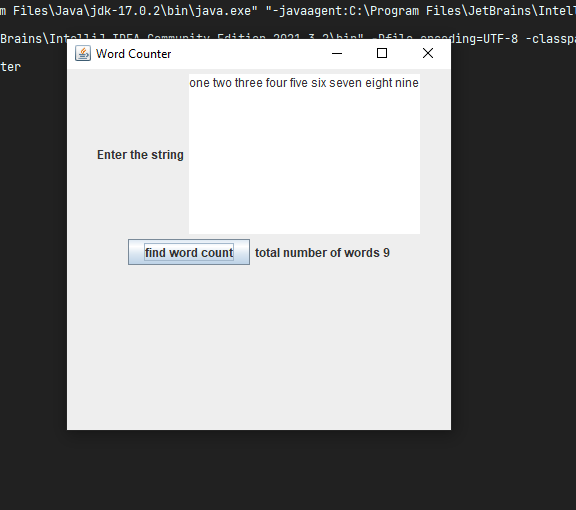 m Files\Java\jdk-17.0.2\bin\java.exe" "-javaagent:C:\Program Files\JetBrains\Intell
Brains\IntelliJ IDEA Community Edition 2021.3.2\bin" -Dfile.encoding=UTF-8 -classpa
ter
Word Counter
one two three four five six seven eight nine
Enter the string
find word count total number of words 9